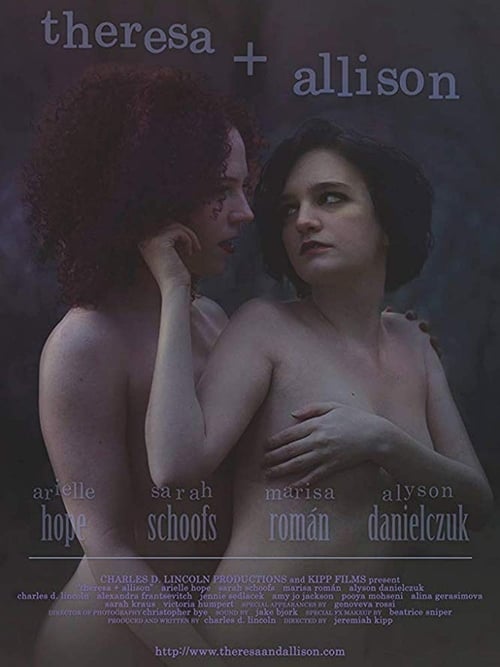 theresa + allison
arielle sarah marisa alyson
hope schoofs román danielczuk
CHARLES D. LINCOLN PRODUCTIONS and KIPP FILMS present
"theresa + allison" arielle hope sarah schoofs marisa román alyson danielczuk
charles d. lincoln alexandra frantsevitch jennie sedlacek amy jo jackson pooya mohseni alina gerasimova
sarah kraus victoria humpert SPECIAL APPEARANCES BY genoveva rossi
DIRECTOR OF PHOTOGRAPHY christopher bye SOUND BY jake bjork SPECIAL FX MAKEUP BY beatrice sniper
PRODUCED AND WRITTEN BY charles d. lincoln DIRECTED BY jeremiah kipp
http://www.theresaandallison.com